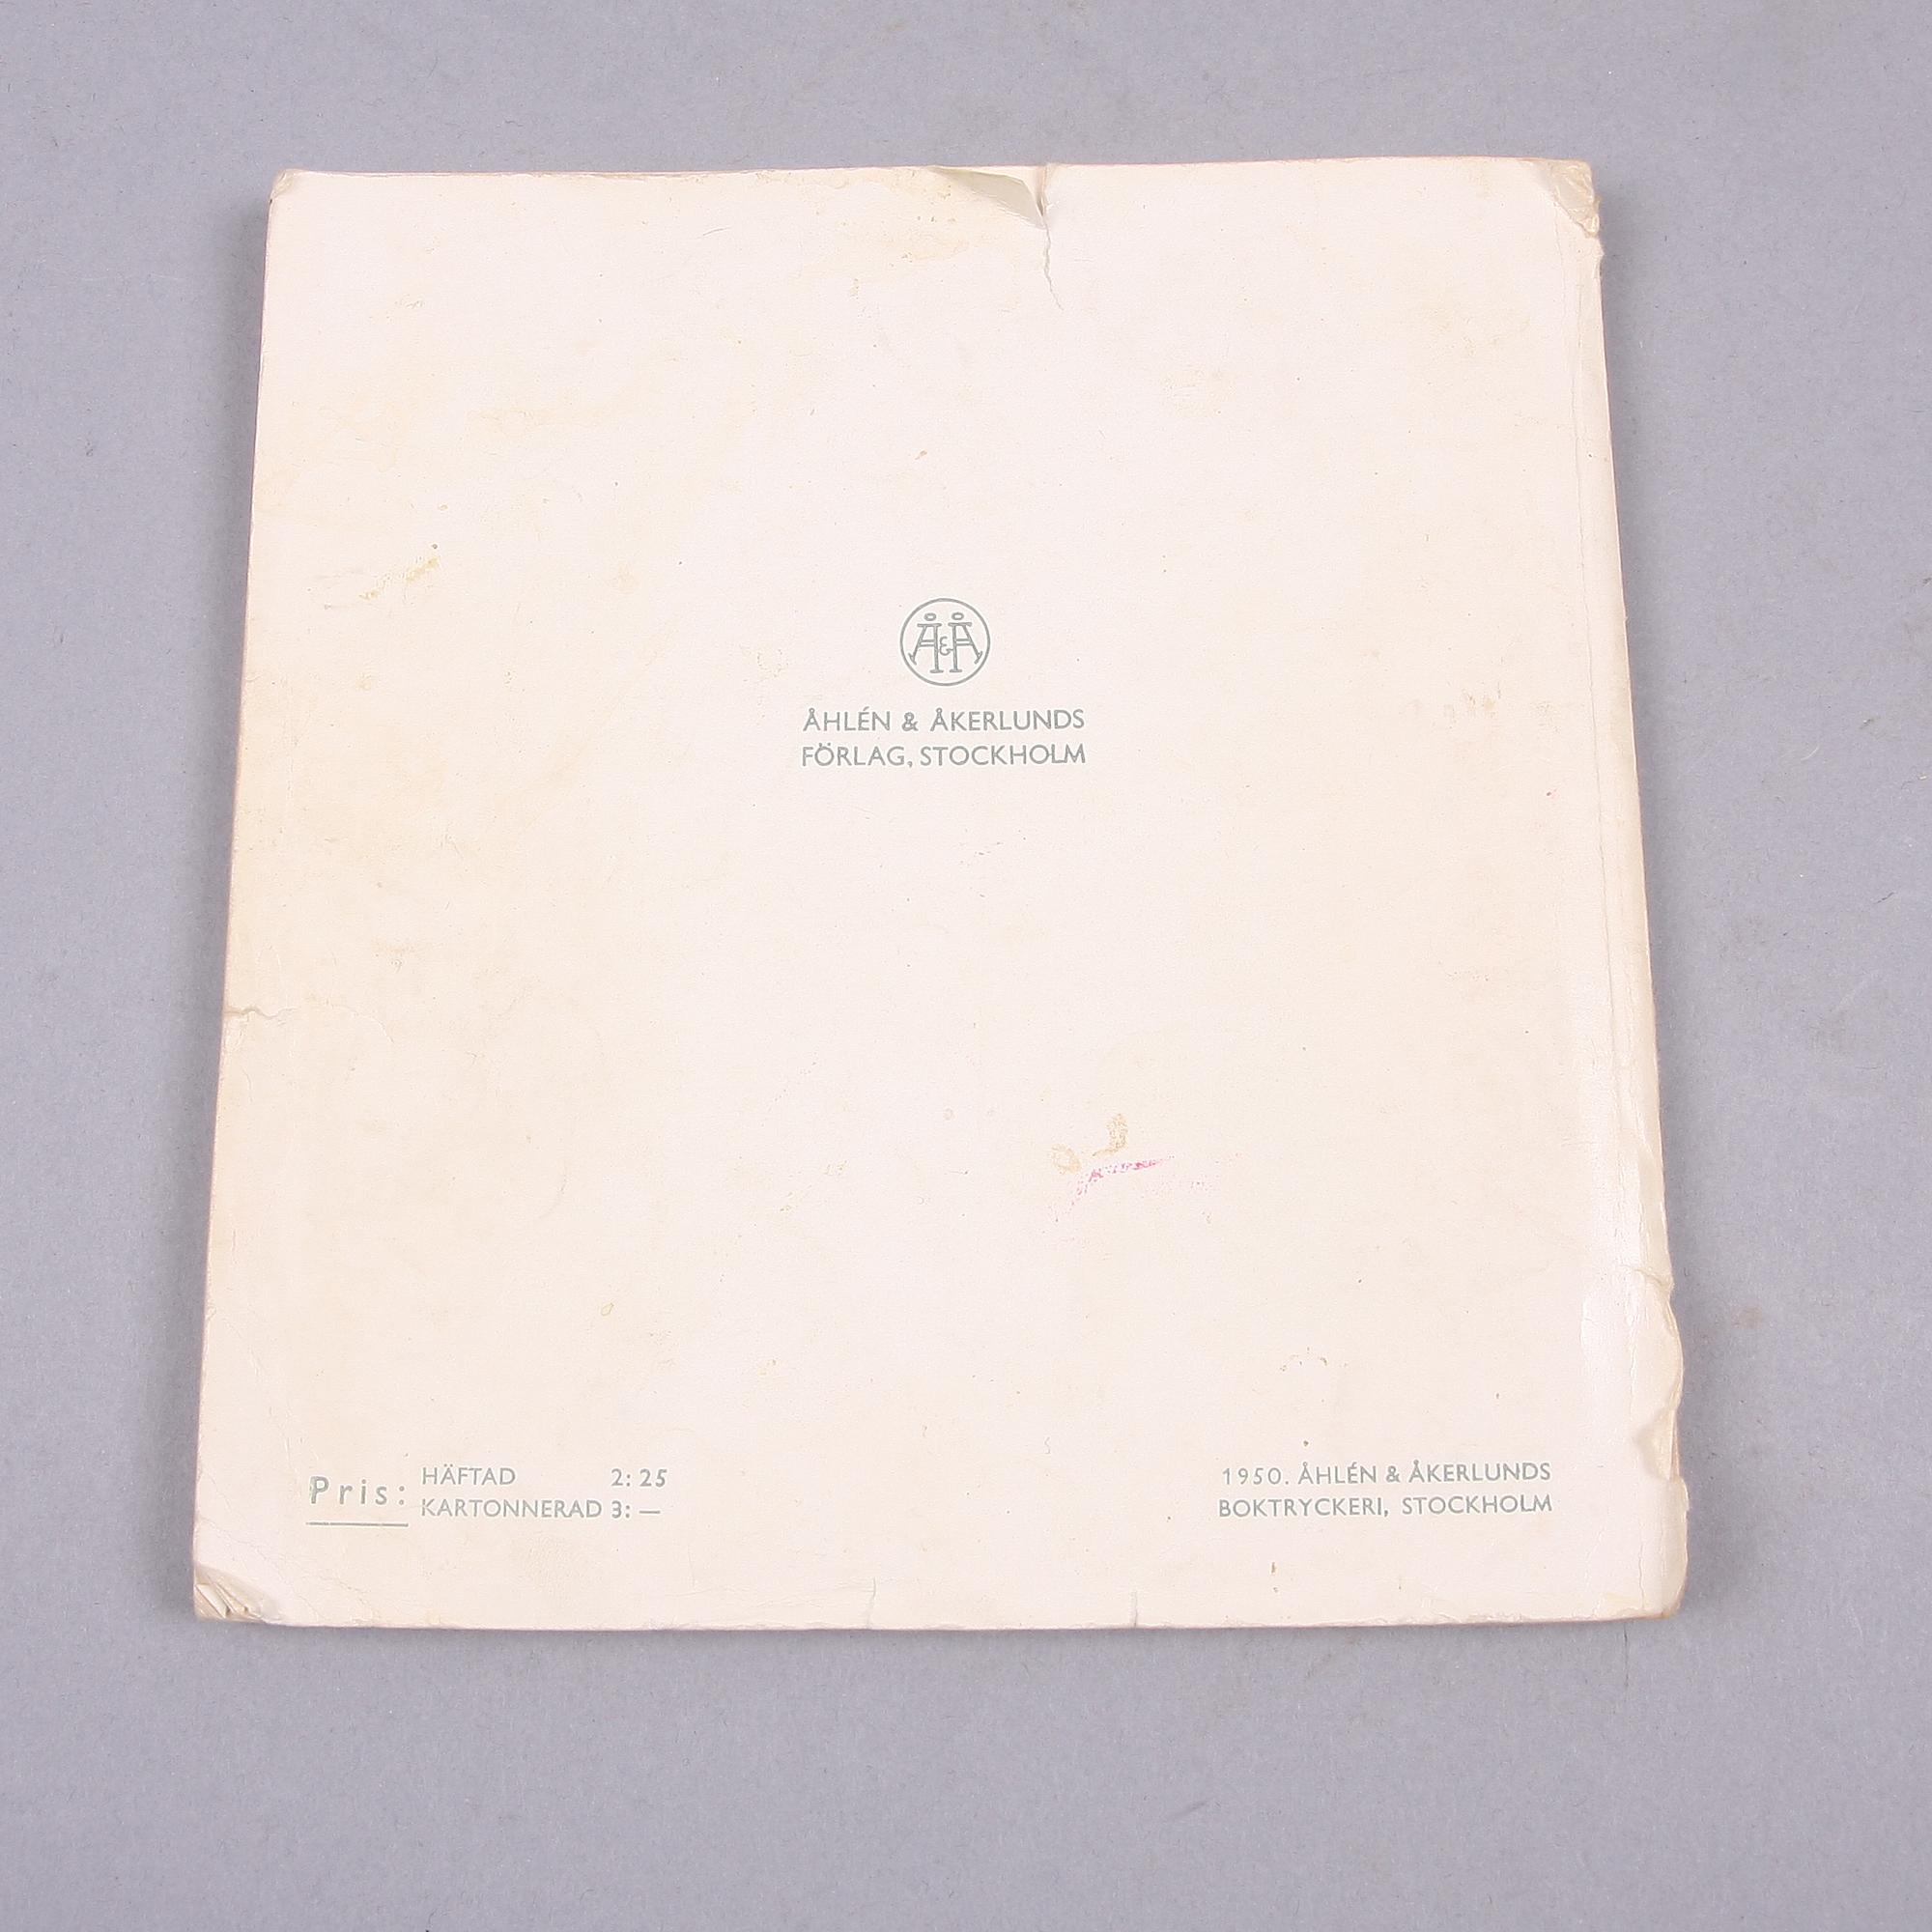 Å&Å
ÅHLÉN & ÅKERLUNDS
FÖRLAG, STOCKHOLM
Pris: HÄFTAD 2: 25
KARTONNERAD 3: —
1950. ÅHLÉN & ÅKERLUNDS
BOKTRYCKERI, STOCKHOLM